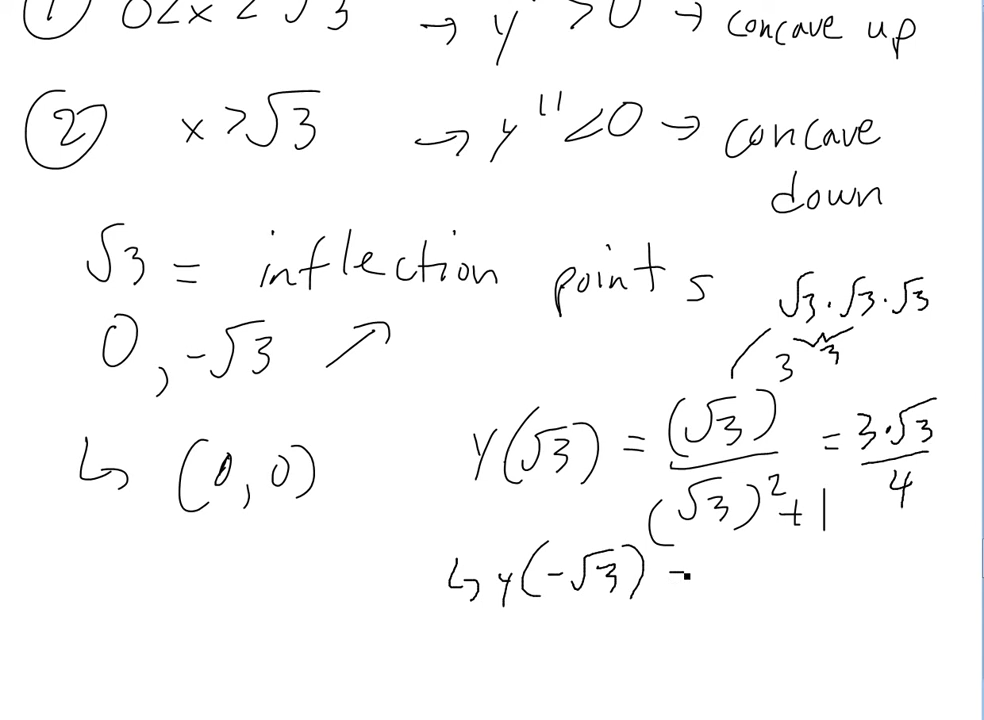 ① 0<x<√3 → y''>0 → concave up
② x>√3 → y''<0 → concave
down
√3 = inflection points
√3·√3·√3
0, -√3 ↗
3
y(√3) = (√3)³/((√3)²+1) = 3·√3/4
↳ (0,0)
↳ y(-√3) =